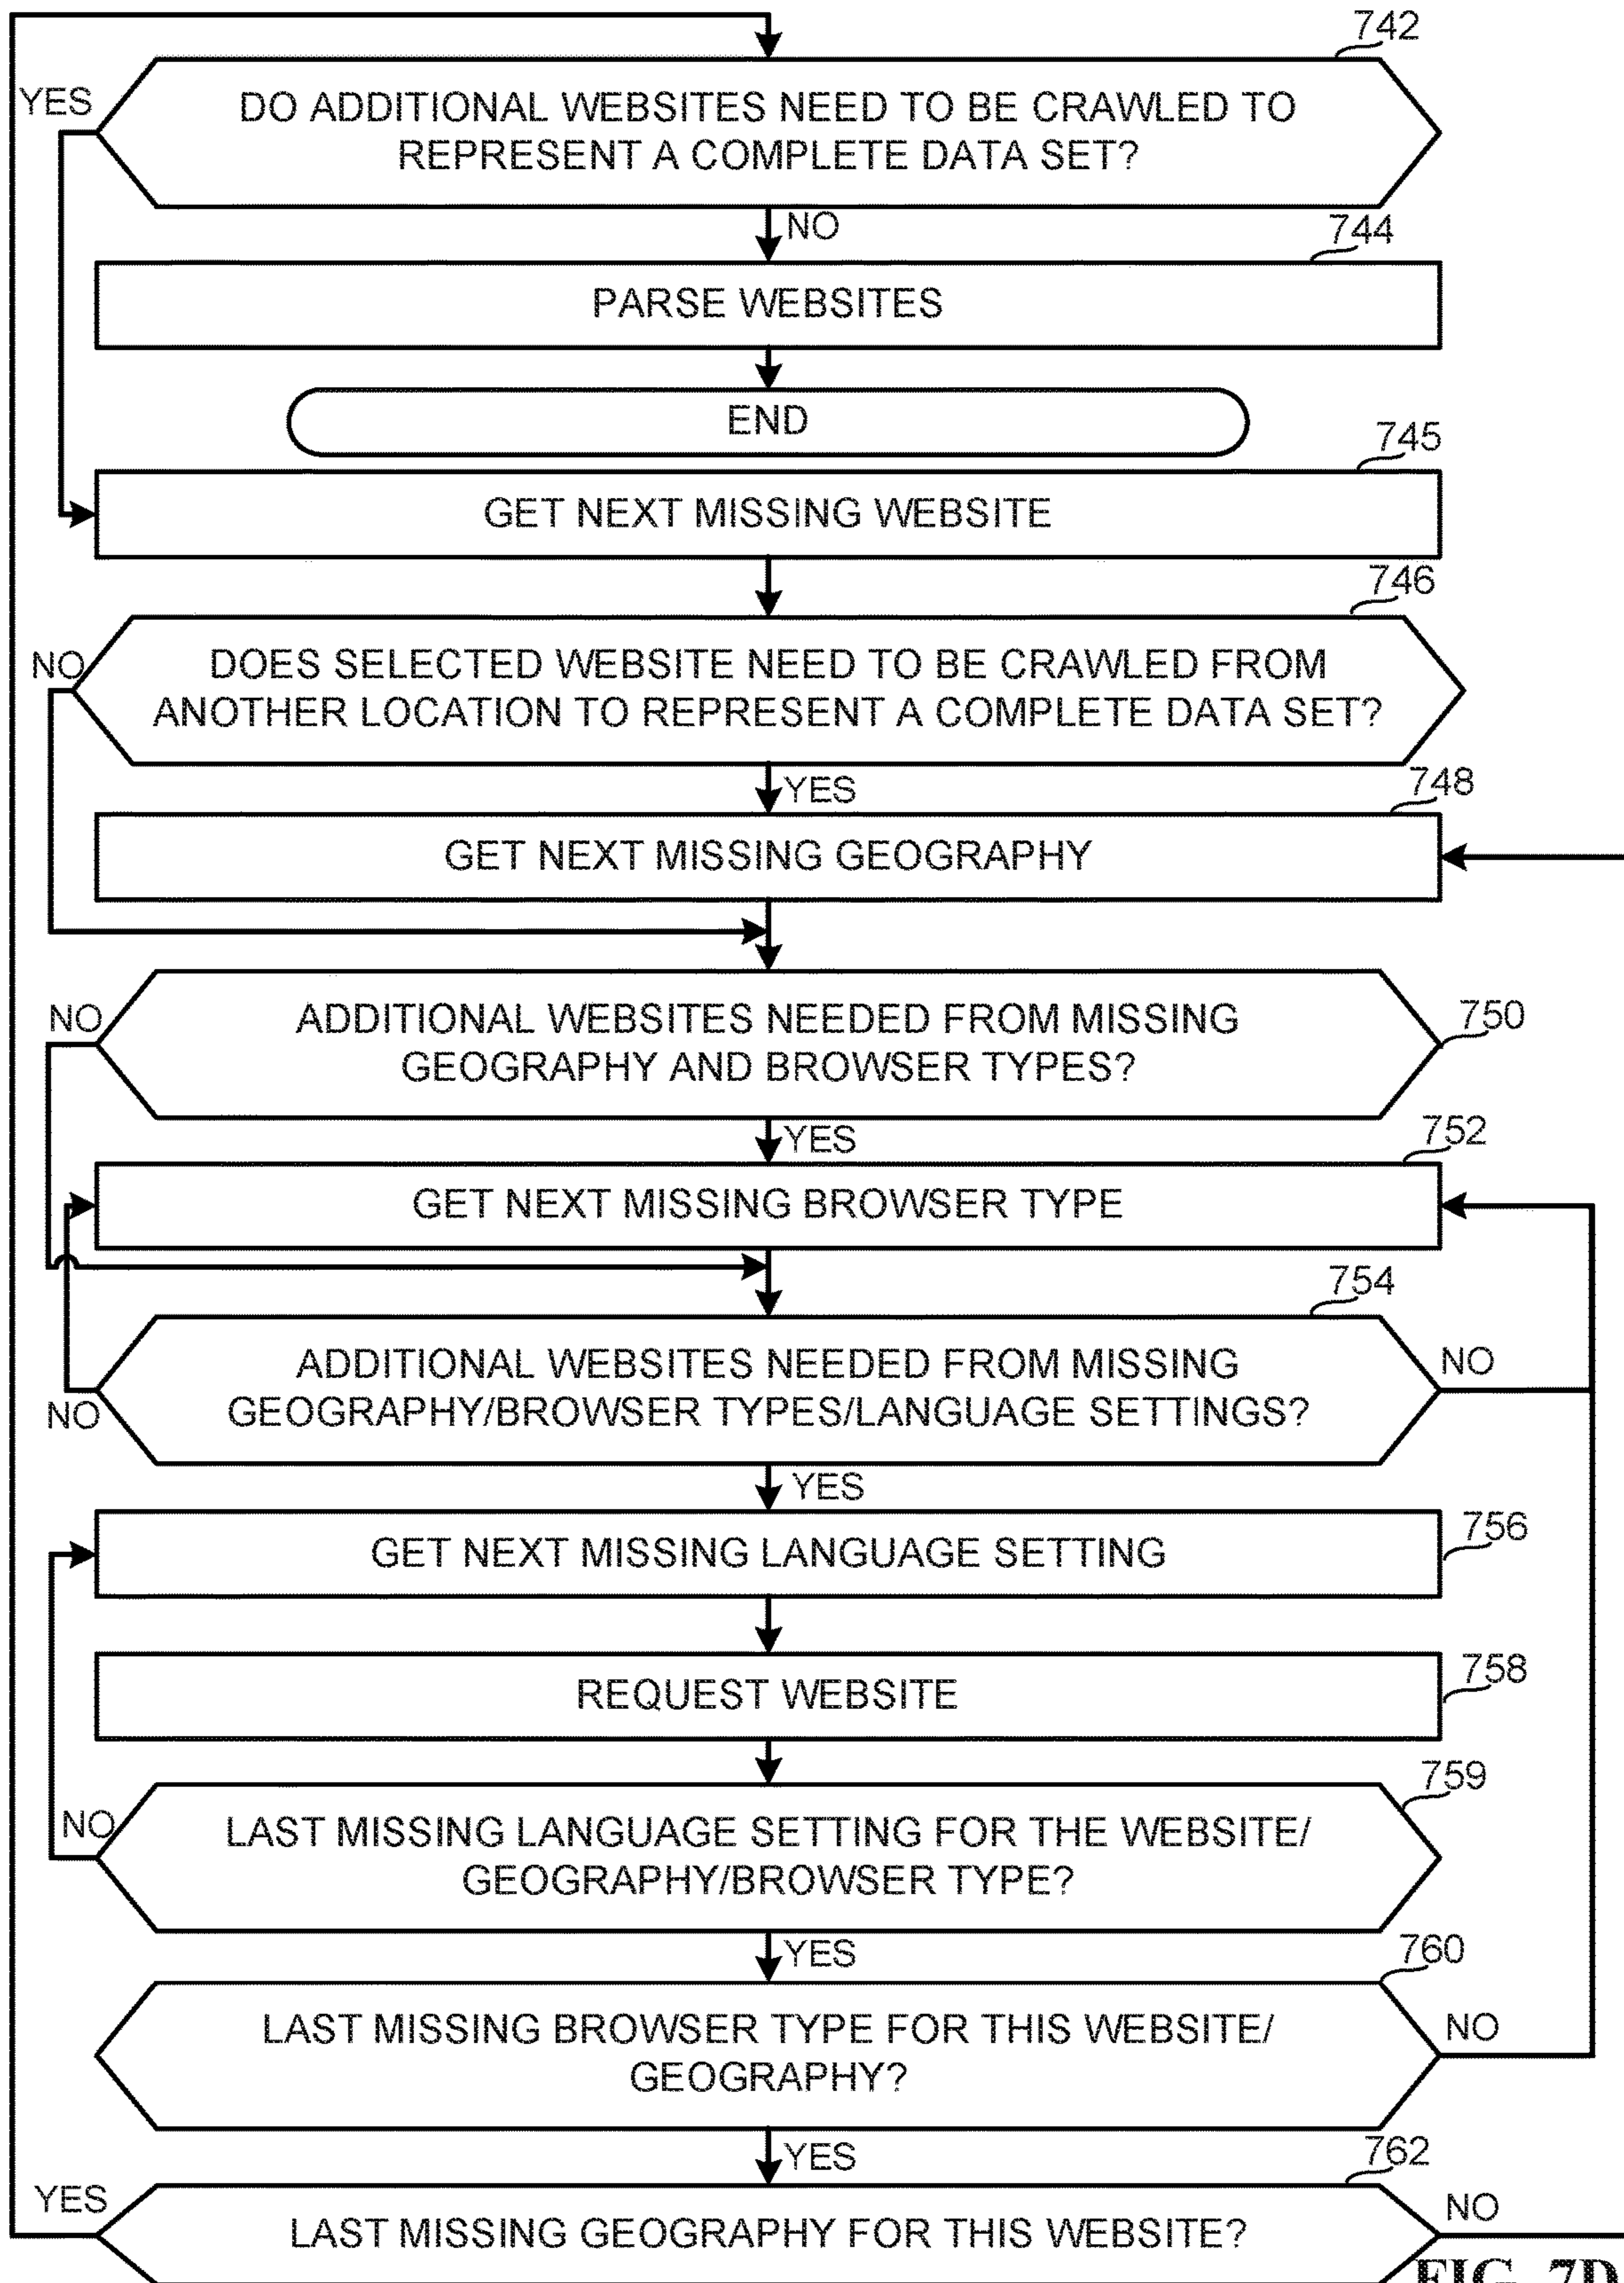 742
YES
DO ADDITIONAL WEBSITES NEED TO BE CRAWLED TO
REPRESENT A COMPLETE DATA SET?
NO
744
PARSE WEBSITES
END
745
GET NEXT MISSING WEBSITE
746
NO
DOES SELECTED WEBSITE NEED TO BE CRAWLED FROM
ANOTHER LOCATION TO REPRESENT A COMPLETE DATA SET?
YES
748
GET NEXT MISSING GEOGRAPHY
NO
ADDITIONAL WEBSITES NEEDED FROM MISSING
GEOGRAPHY AND BROWSER TYPES?
750
YES
752
GET NEXT MISSING BROWSER TYPE
754
ADDITIONAL WEBSITES NEEDED FROM MISSING
GEOGRAPHY/BROWSER TYPES/LANGUAGE SETTINGS?
NO
NO
YES
756
GET NEXT MISSING LANGUAGE SETTING
REQUEST WEBSITE
758
759
NO
LAST MISSING LANGUAGE SETTING FOR THE WEBSITE/
GEOGRAPHY/BROWSER TYPE?
YES
760
LAST MISSING BROWSER TYPE FOR THIS WEBSITE/
GEOGRAPHY?
NO
YES
762
YES
LAST MISSING GEOGRAPHY FOR THIS WEBSITE?
NO
FIG. 7D